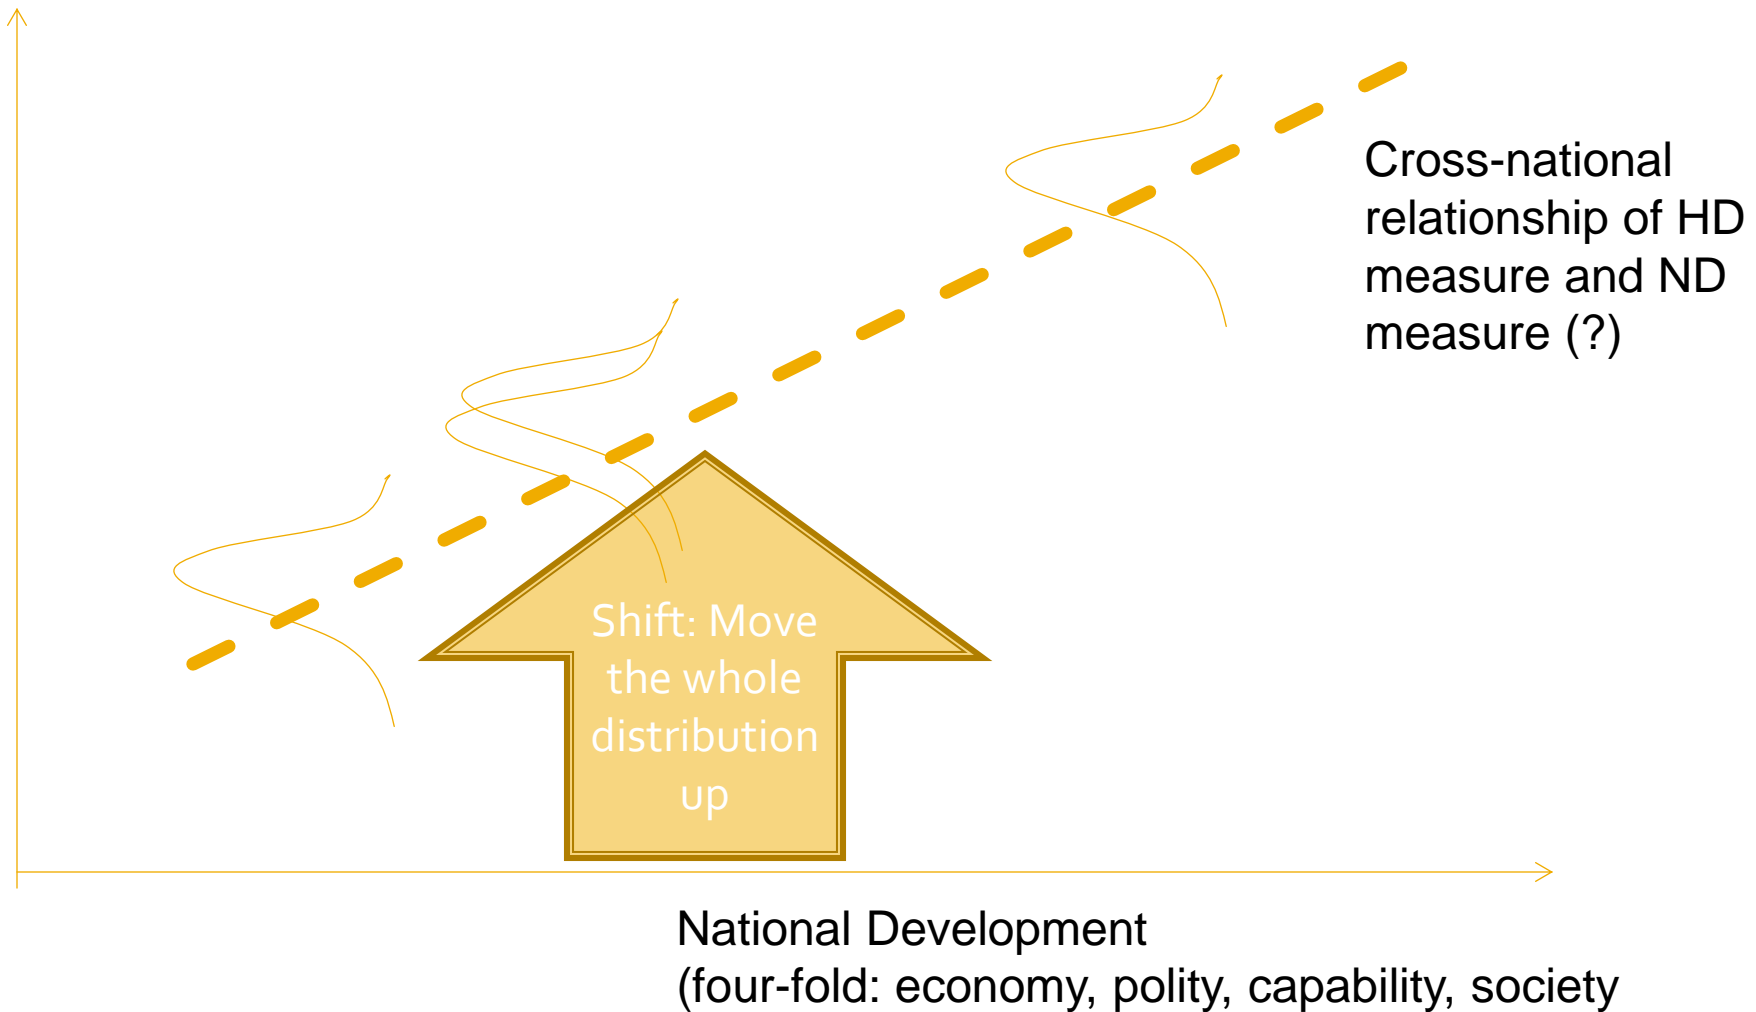 Cross-national
relationship of HD
measure and ND
measure (?)
Shift: Move
the whole
distribution
up
National Development
(four-fold: economy, polity, capability, society